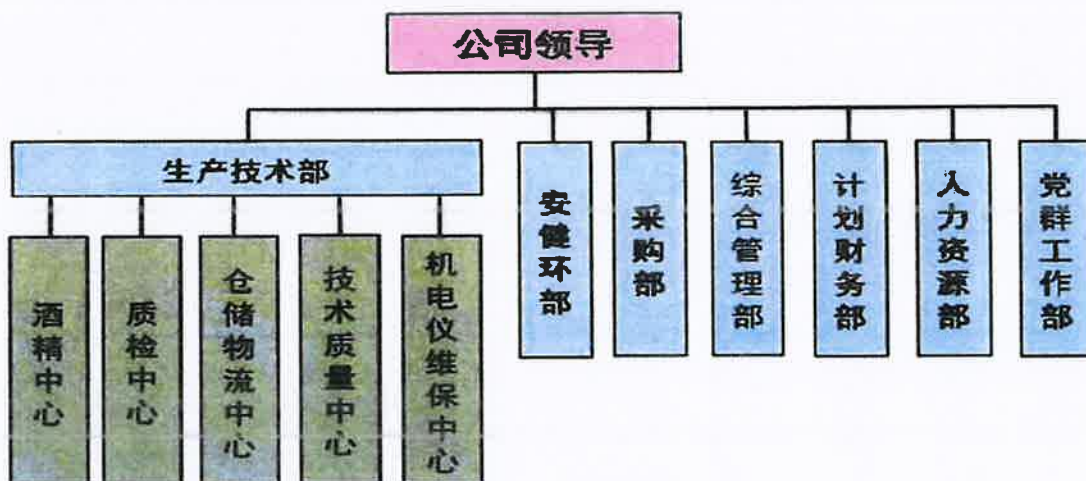 公司领导
生产技术部
安健环部
采购部
综合管理部
计划财务部
人力资源部
党群工作部
酒精中心
质检中心
仓储物流中心
技术质量中心
机电仪维保中心